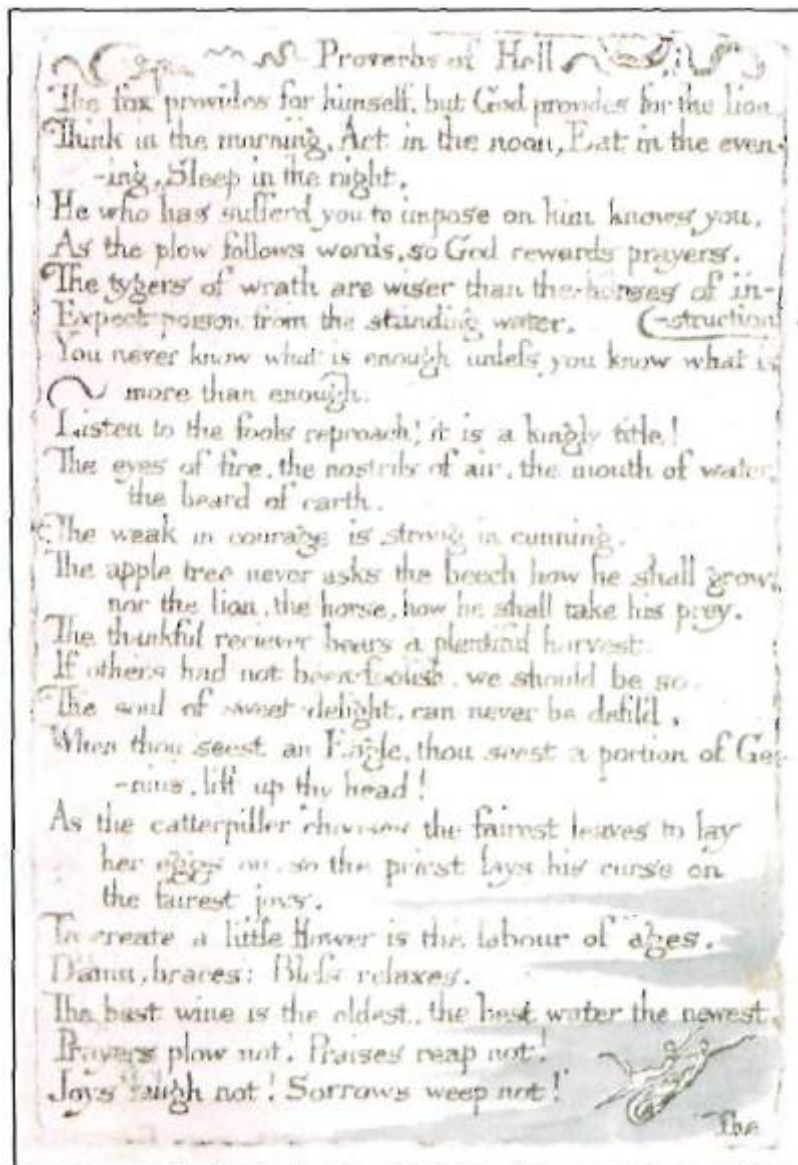 Proverbs of Hell
The fox provides for himself, but God provides for the lion.
Think in the morning, Act in the noon, Eat in the even-
-ing, Sleep in the night.
He who has sufferd you to impose on him knows you.
As the plow follows words, so God rewards prayers.
The tygers of wrath are wiser than the horses of in-
Expect poison from the standing water. (-struction
You never know what is enough unless you know what is
more than enough.
Listen to the fools reproach! it is a kingly title!
The eyes of fire, the nostrils of air, the mouth of water,
the beard of earth.
The weak in courage is strong in cunning.
The apple tree never asks the beech how he shall grow,
nor the lion, the horse, how he shall take his prey.
The thankful reciever bears a plentiful harvest.
If others had not been foolish, we should be so.
The soul of sweet delight, can never be defil'd,
When thou seest an Eagle, thou seest a portion of Ge-
-nius, lift up thy head!
As the catterpiller chooses the fairest leaves to lay
her eggs on, so the priest lays his curse on
the fairest joys.
To create a little flower is the labour of ages.
Damn, braces: Bless relaxes.
The best wine is the oldest, the best water the newest.
Prayers plow not! Praises reap not!
Joys laugh not! Sorrows weep not!
The